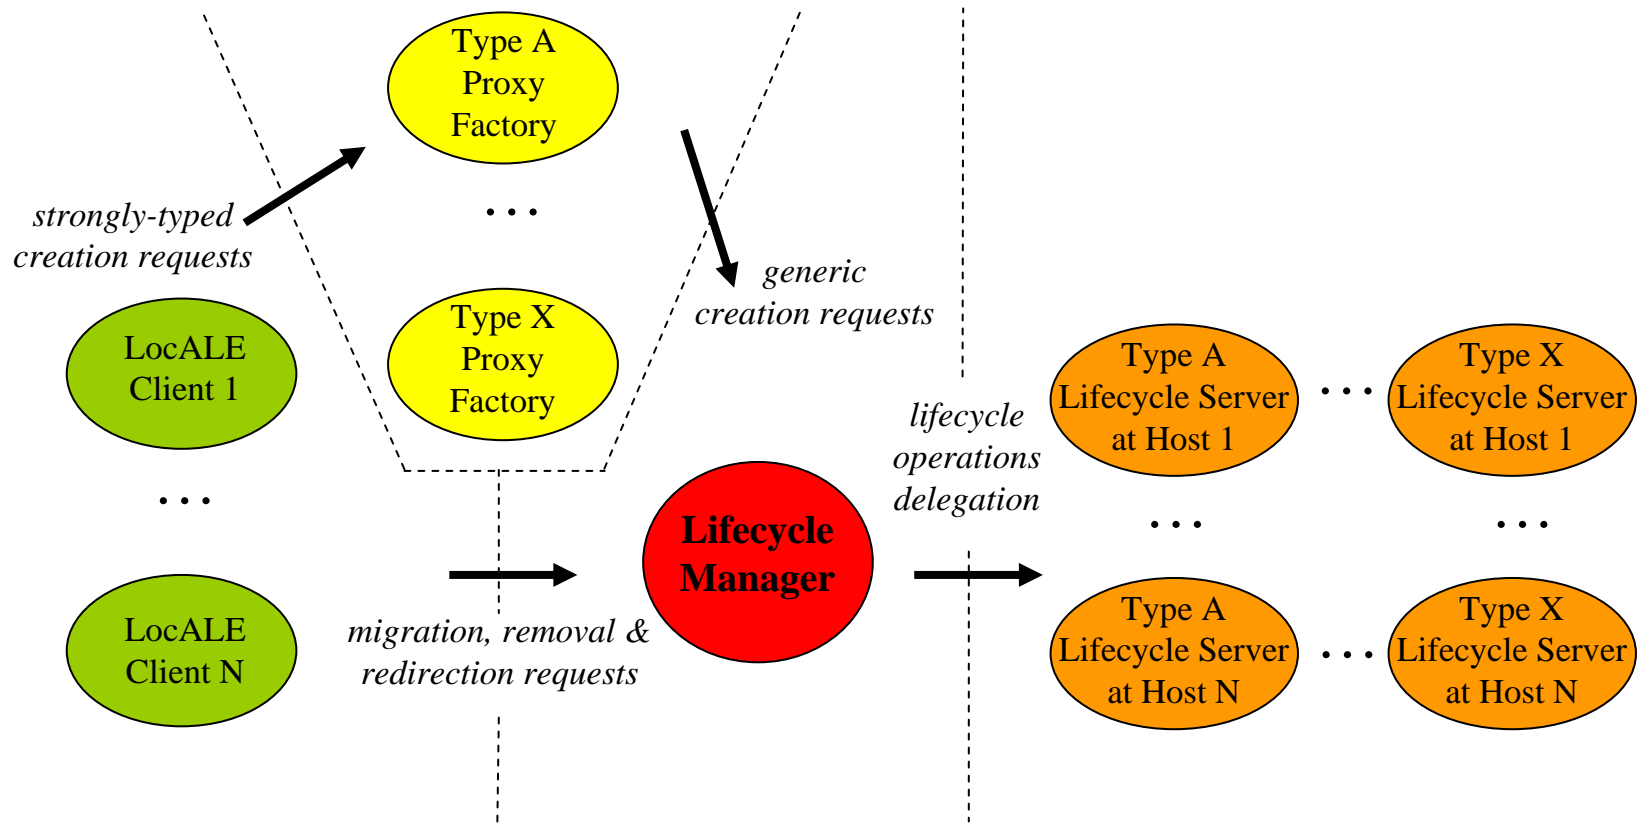 Type A
Proxy
Factory
. . .
strongly-typed
creation requests
generic
creation requests
Type X
Proxy
Factory
LocALE
Client 1
. . .
LocALE
Client N
migration, removal &
redirection requests
Lifecycle
Manager
lifecycle
operations
delegation
Type A
Lifecycle Server
at Host 1
. . .
Type X
Lifecycle Server
at Host 1
. . .
. . .
Type A
Lifecycle Server
at Host N
. . .
Type X
Lifecycle Server
at Host N